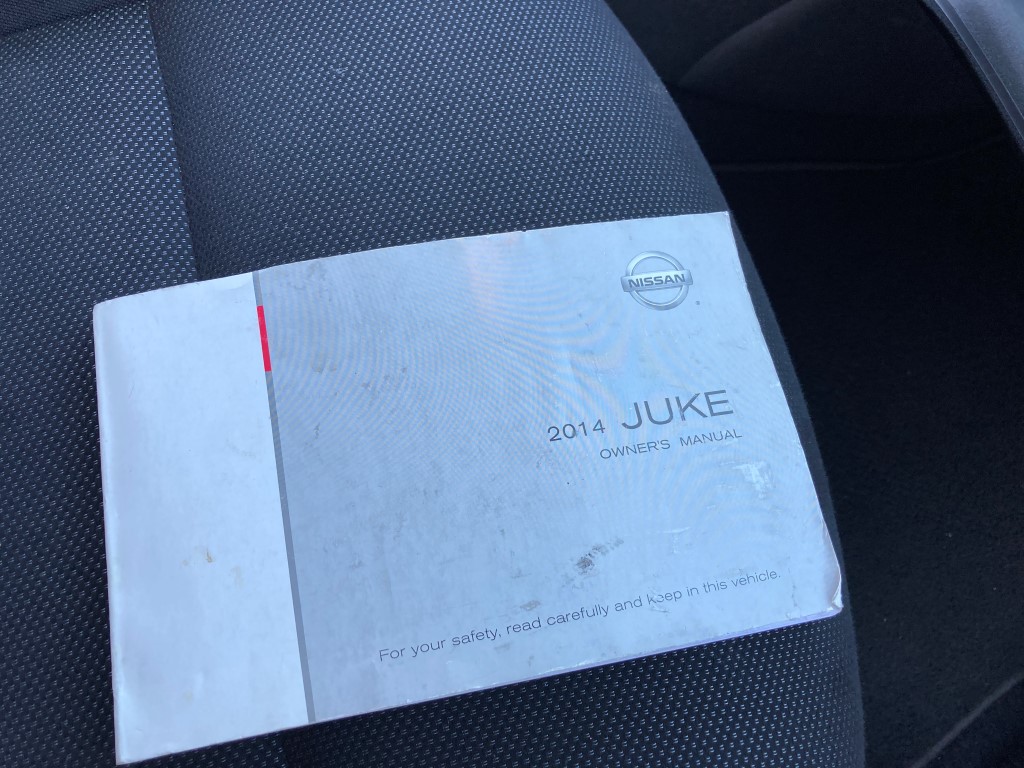 NISSAN
2014 JUKE
OWNER'S MANUAL
For your safety, read carefully and keep in this vehicle.